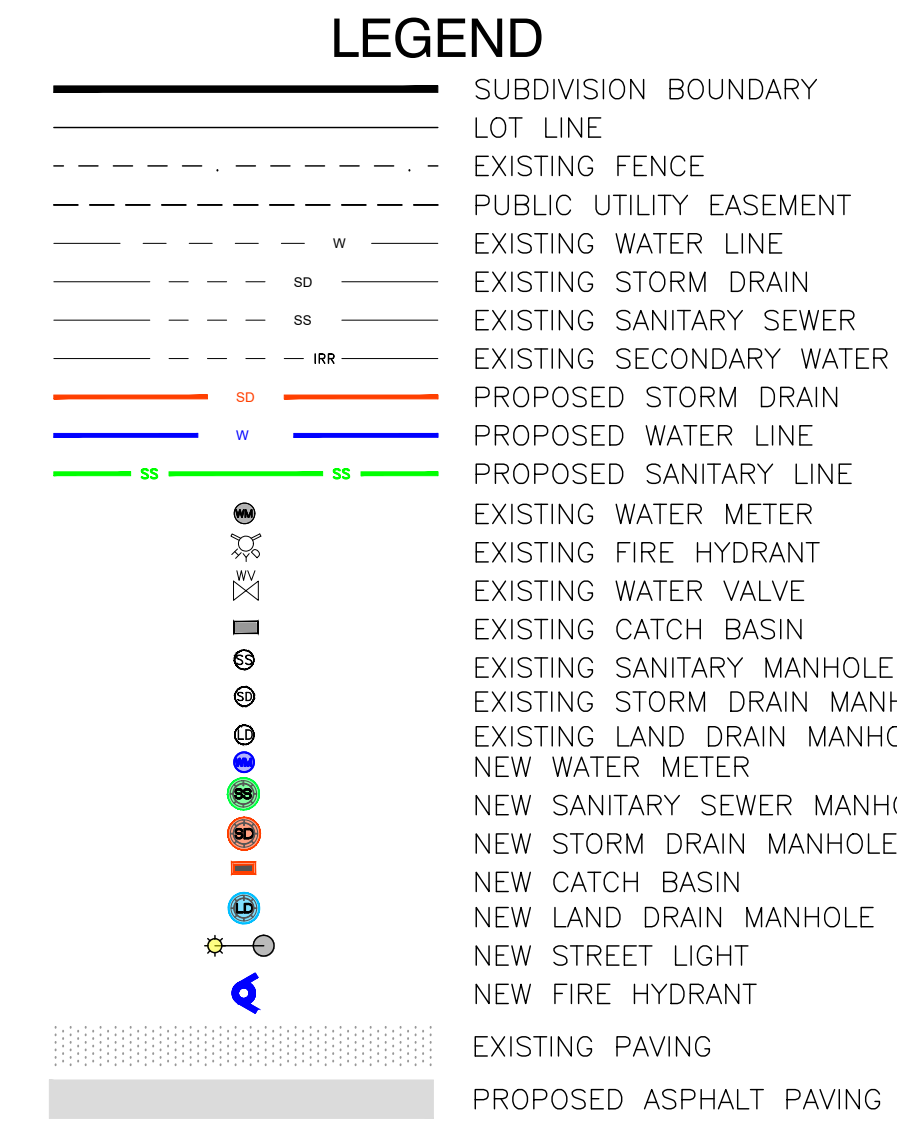 LEGEND
SUBDIVISION BOUNDARY
LOT LINE
EXISTING FENCE
PUBLIC UTILITY EASEMENT
W EXISTING WATER LINE
SD EXISTING STORM DRAIN
SS EXISTING SANITARY SEWER
IRR EXISTING SECONDARY WATER
SD PROPOSED STORM DRAIN
W PROPOSED WATER LINE
SS SS PROPOSED SANITARY LINE
WM EXISTING WATER METER
EXISTING FIRE HYDRANT
WV EXISTING WATER VALVE
EXISTING CATCH BASIN
SS EXISTING SANITARY MANHOLE
SD EXISTING STORM DRAIN MANH
LD EXISTING LAND DRAIN MANHO
WM NEW WATER METER
SS NEW SANITARY SEWER MANHO
SD NEW STORM DRAIN MANHOLE
NEW CATCH BASIN
LD NEW LAND DRAIN MANHOLE
NEW STREET LIGHT
NEW FIRE HYDRANT
EXISTING PAVING
PROPOSED ASPHALT PAVING